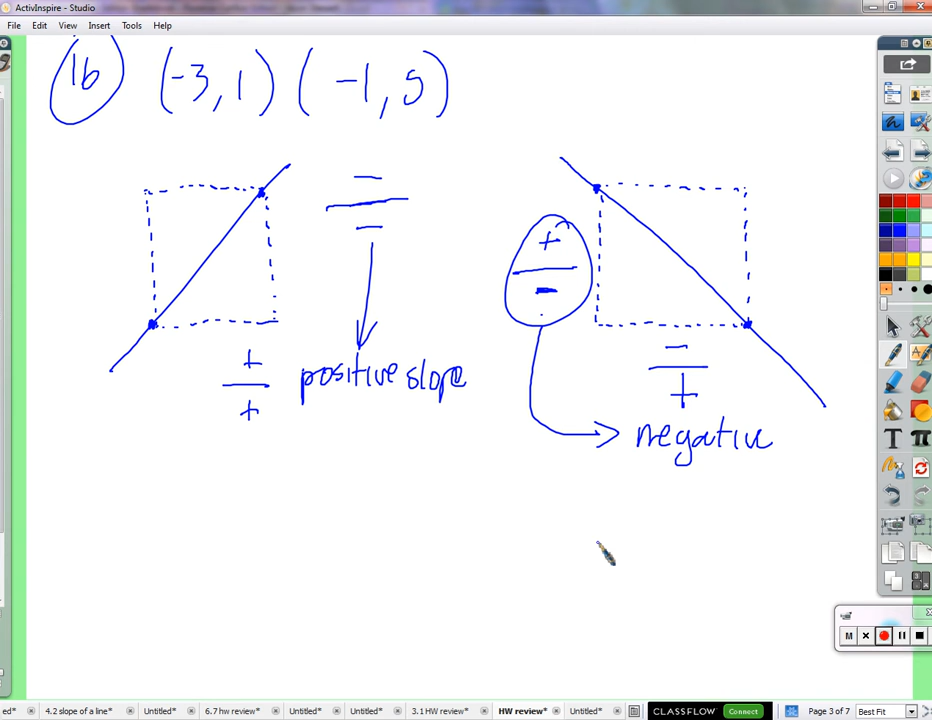 ActivInspire - Studio
File Edit View Insert Tools Help
16 (-3, 1) (-1, 5)
−
−
+
−
+
+
positive slope
−
+
negative
M
ed* 4.2 slope of a line* Untitled* 6.7 hw review* Untitled* Untitled* 3.1 HW review* HW review* Untitled* CLASSFLOW Connect Page 3 of 7 Best Fit